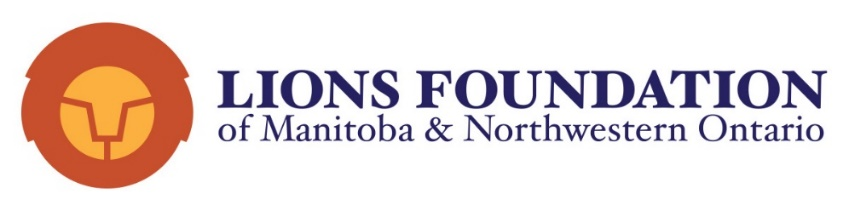 LIONS FOUNDATION
of Manitoba & Northwestern Ontario